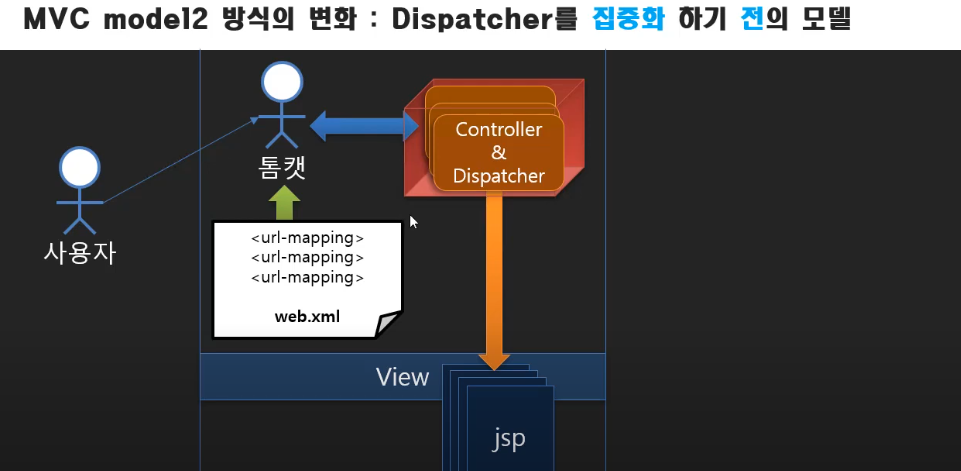 MVC model2 방식의 변화 : Dispatcher를 집중화 하기 전의 모델
Controller
&
Dispatcher
톰캣
사용자
<url-mapping>
<url-mapping>
<url-mapping>
web.xml
View
jsp